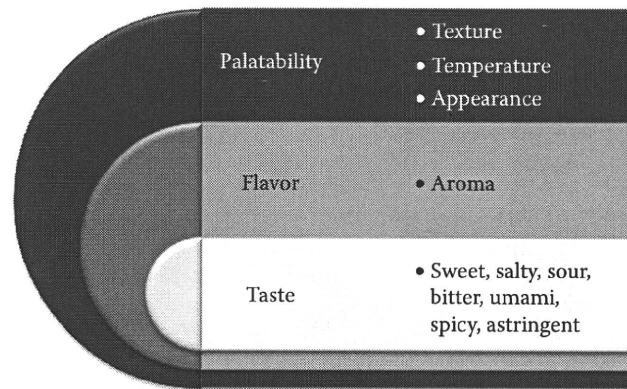 Palatability
• Texture
• Temperature
• Appearance
Flavor
• Aroma
Taste
• Sweet, salty, sour,
bitter, umami,
spicy, astringent